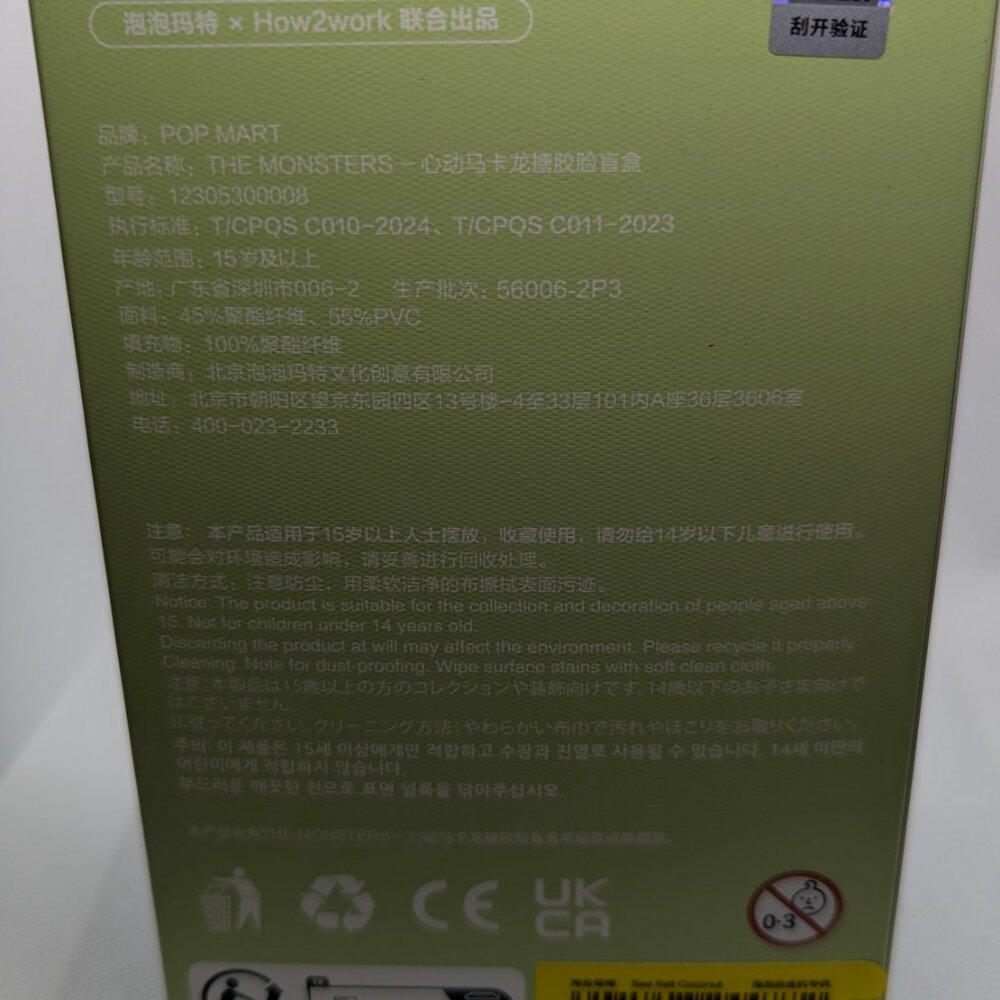 泡泡玛特 × How2work 联合出品
刮开验证
品牌：POP MART
产品名称：THE MONSTERS – 心动马卡龙搪胶脸盲盒
型号：12305300008
执行标准：T/CPQS C010-2024、T/CPQS C011-2023
年龄范围：15岁及以上
产地：广东省深圳市006-2 生产批次：56006-2P3
面料：45%聚酯纤维、55%PVC
填充物：100%聚酯纤维
制造商：北京泡泡玛特文化创意有限公司
地址：北京市朝阳区望京东园四区13号楼-4至33层101内A座36层3606室
电话：400-023-2233
注意：本产品适用于15岁以上人士摆放，收藏使用，请勿给14岁以下儿童进行使用。
可能会对环境造成影响，请妥善进行回收处理。
清洁方式：注意防尘，用柔软洁净的布擦拭表面污迹。
Notice: The product is suitable for the collection and decoration of people aged above
15. Not for children under 14 years old.
Discarding the product at will may affect the environment. Please recycle it properly.
Cleaning: Note for dust-proofing. Wipe surface stains with soft clean cloth.
注意：本製品は15歳以上の方のコレクションや装飾向けです。14歳以下のお子さま向けで
はございません。
に従ってください。クリーニング方法：やわらかい布巾で汚れやほこりをお取りください。
주의: 이 제품은 15세 이상에게만 적합하고 수장과 진열로 사용될 수 있습니다. 14세 미만의
어린이에게 적합하지 않습니다.
부드러운 깨끗한 천으로 표면 얼룩을 닦아주십시오.
THE MONSTERS – 心动马卡龙搪胶脸盲盒
CE
UK
CA
0-3